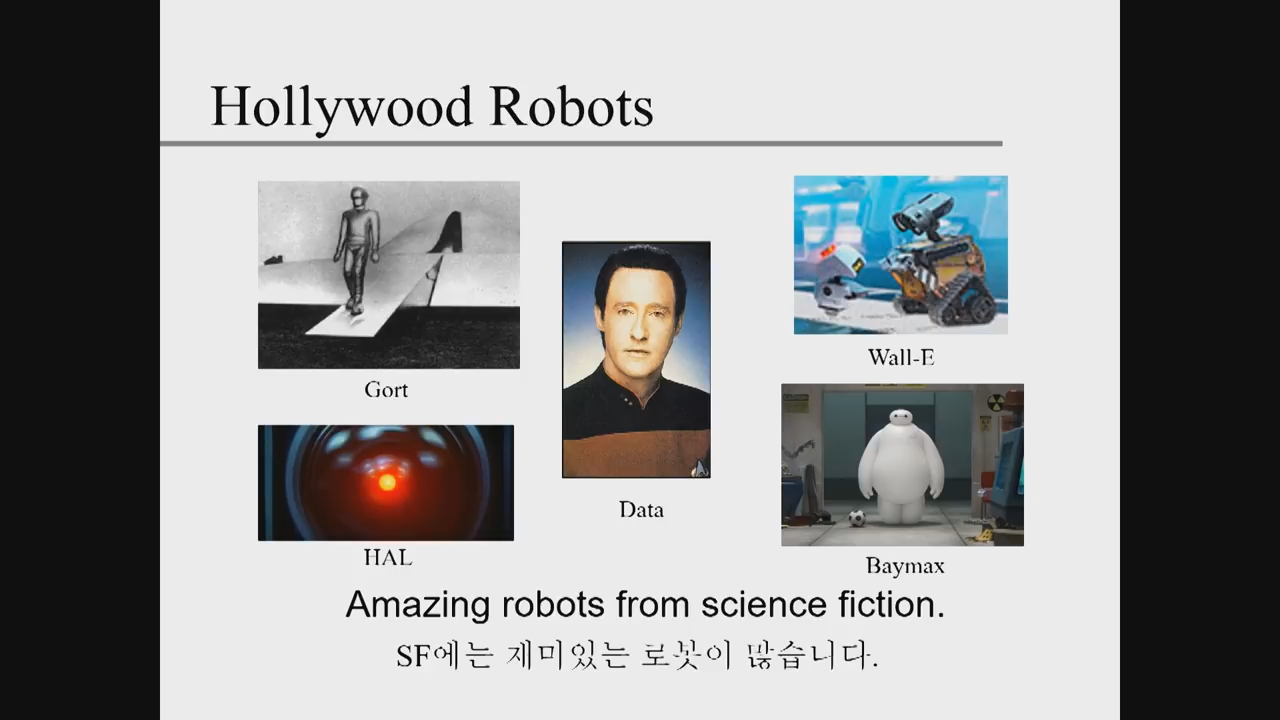 Hollywood Robots
Gort
HAL
Data
Wall-E
Baymax
Amazing robots from science fiction.
SF에는 재미있는 로봇이 많습니다.